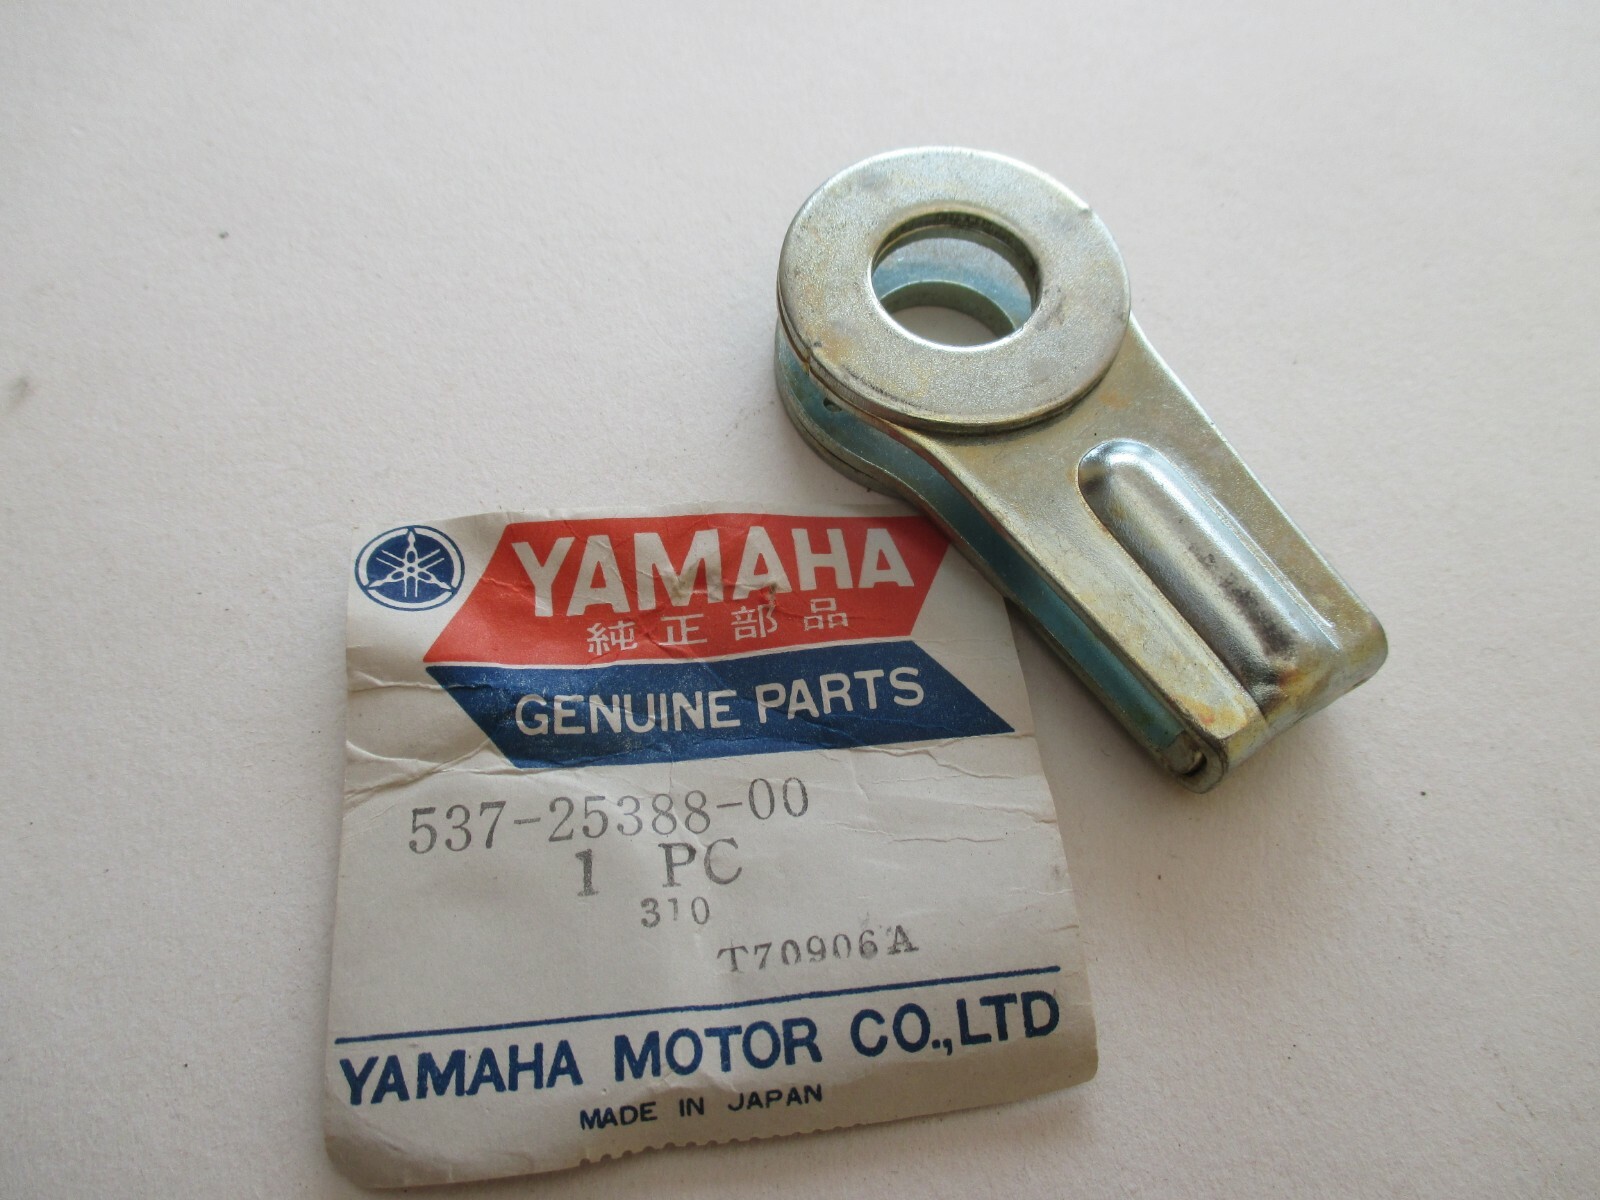 YAMAHA
純正部品
GENUINE PARTS
537-25388-00
1 PC
310
T70906A
YAMAHA MOTOR CO.,LTD
MADE IN JAPAN